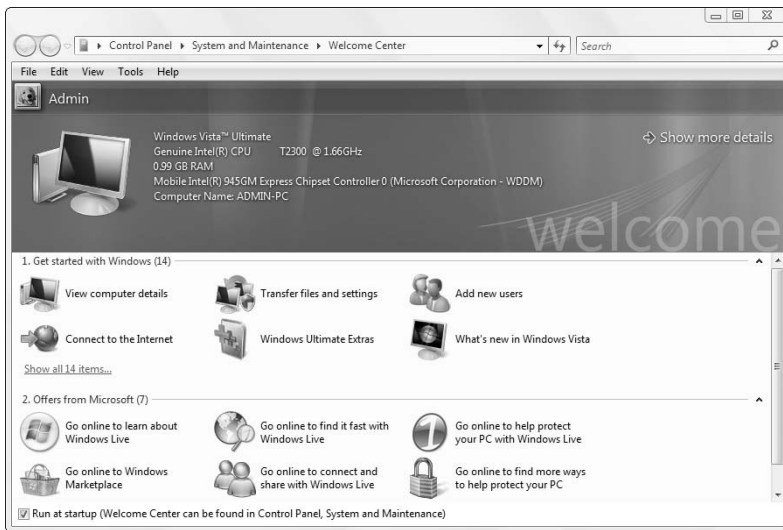 Control Panel ▸ System and Maintenance ▸ Welcome Center
Search
File Edit View Tools Help
Admin
Windows Vista™ Ultimate
Genuine Intel(R) CPU T2300 @ 1.66GHz
0.99 GB RAM
Mobile Intel(R) 945GM Express Chipset Controller 0 (Microsoft Corporation - WDDM)
Computer Name: ADMIN-PC
Show more details
welcome
1. Get started with Windows (14)
View computer details
Transfer files and settings
Add new users
Connect to the Internet
Windows Ultimate Extras
What's new in Windows Vista
Show all 14 items...
2. Offers from Microsoft (7)
Go online to learn about
Windows Live
Go online to find it fast with
Windows Live
Go online to help protect
your PC with Windows Live
Go online to Windows
Marketplace
Go online to connect and
share with Windows Live
Go online to find more ways
to help protect your PC
Run at startup (Welcome Center can be found in Control Panel, System and Maintenance)